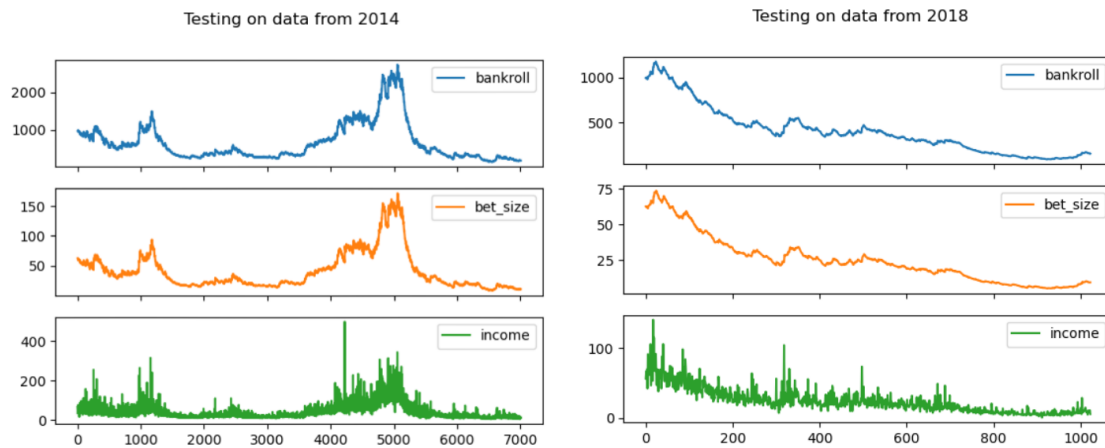 Testing on data from 2014
2000
1000
bankroll
150
100
50
bet_size
400
200
0
income
0 1000 2000 3000 4000 5000 6000 7000
Testing on data from 2018
1000
500
bankroll
75
50
25
bet_size
100
0
income
0 200 400 600 800 1000